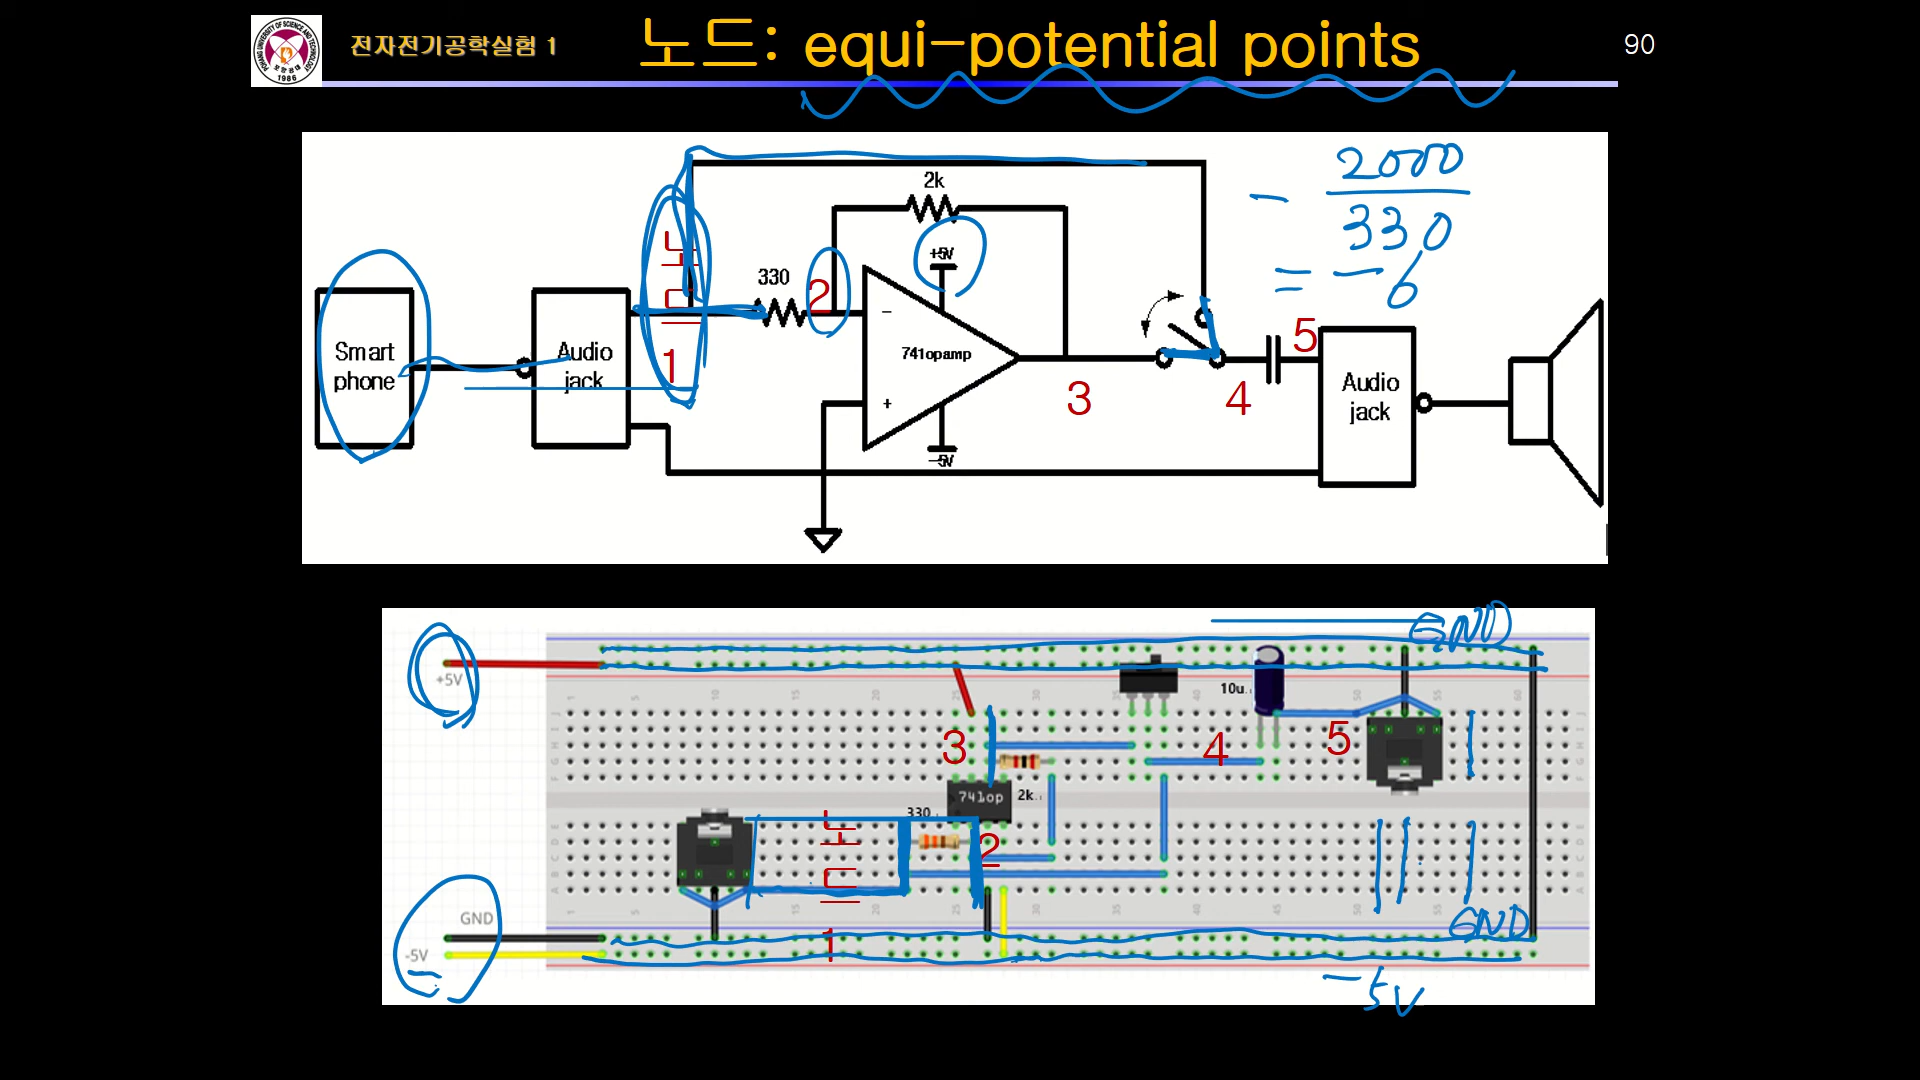 전자전기공학실험 1
노드: equi-potential points
90
2k
2000
330
= -6
+5V
노드
1
330
2
Smart
phone
Audio
jack
-
741opamp
+
-5V
3
4
5
Audio
jack
GND
+5V
10u..
3
4
5
741op
2k..
330..
노드
1
2
GND
-5V
GND
-5V